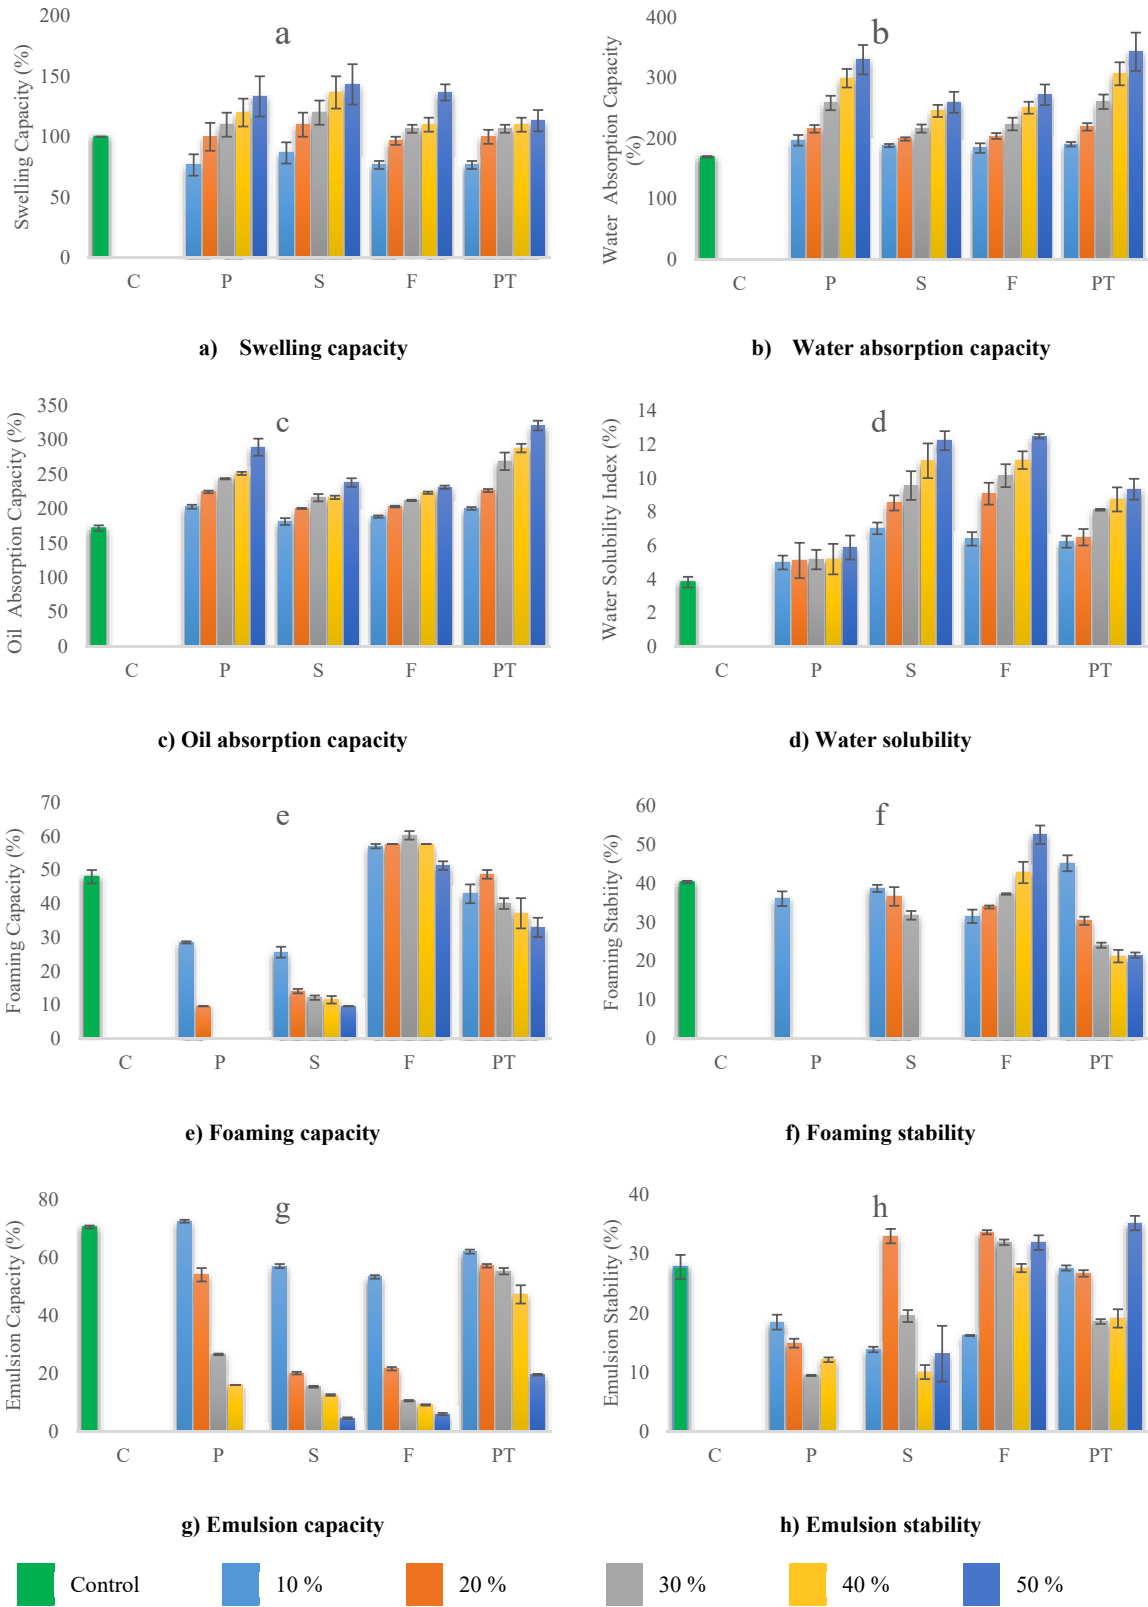 200
150
100
50
0
Swelling Capacity (%)
a
C P S F PT
a) Swelling capacity
400
300
200
100
0
Water Absorption Capacity (%)
b
C P S F PT
b) Water absorption capacity
350
300
250
200
150
100
50
0
Oil Absorption Capacity (%)
c
C P S F PT
c) Oil absorption capacity
14
12
10
8
6
4
2
0
Water Solubility Index (%)
d
C P S F PT
d) Water solubility
70
60
50
40
30
20
10
0
Foaming Capacity (%)
e
C P S F PT
e) Foaming capacity
60
50
40
30
20
10
0
Foaming Stabiity (%)
f
C P S F PT
f) Foaming stability
80
60
40
20
0
Emulsion Capacity (%)
g
C P S F PT
g) Emulsion capacity
40
30
20
10
0
Emulsion Stability (%)
h
C P S F PT
h) Emulsion stability
Control 10 % 20 % 30 % 40 % 50 %